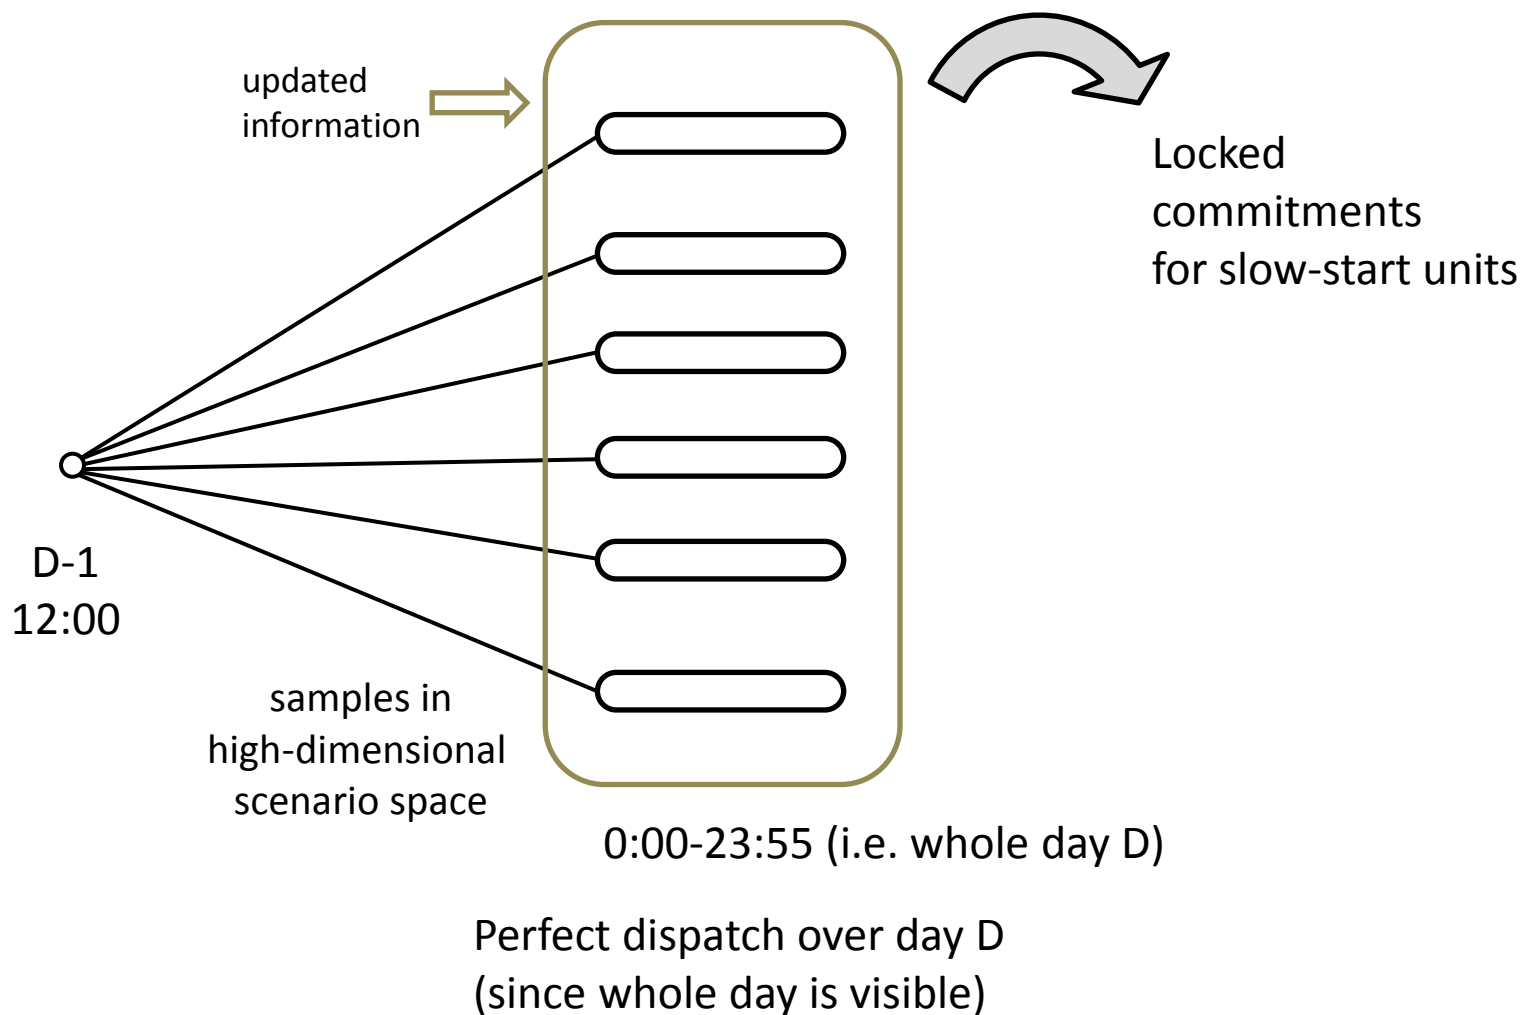 updated
information
Locked
commitments
for slow-start units
D-1
12:00
samples in
high-dimensional
scenario space
0:00-23:55 (i.e. whole day D)
Perfect dispatch over day D
(since whole day is visible)